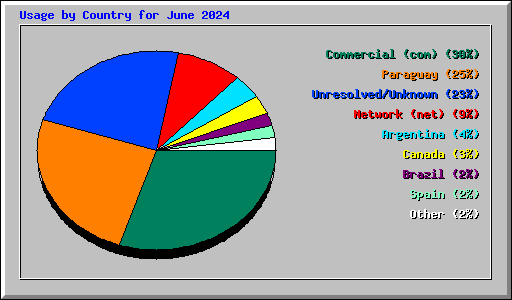 Usage by Country for June 2024
Commercial (com) (30%)
Paraguay (25%)
Unresolved/Unknown (23%)
Network (net) (9%)
Argentina (4%)
Canada (3%)
Brazil (2%)
Spain (2%)
Other (2%)